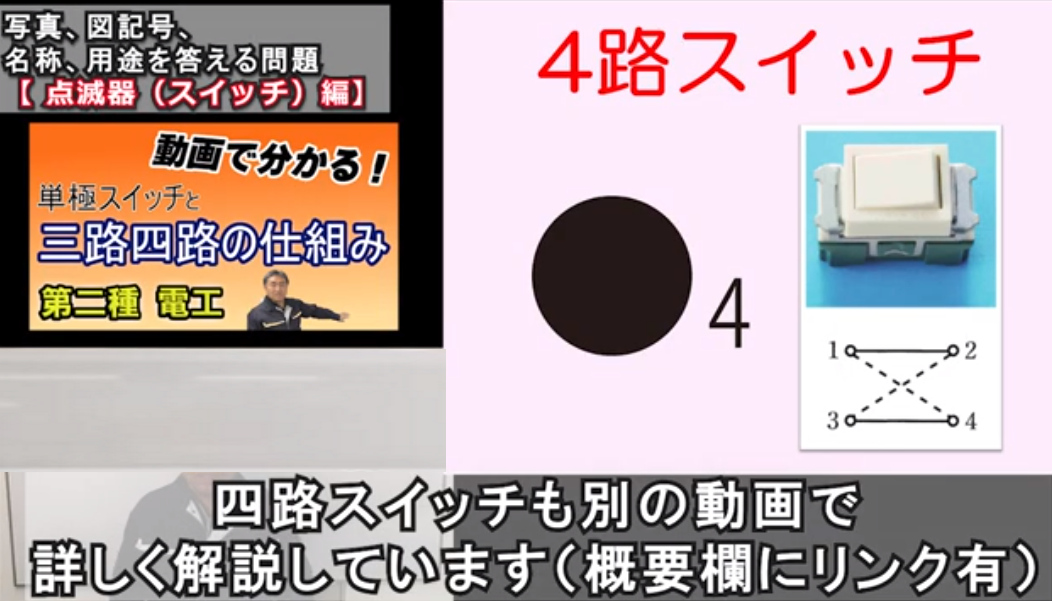 写真、図記号、
名称、用途を答える問題
【 点滅器（スイッチ）編】
動画で分かる！
単極スイッチと
三路四路の仕組み
第二種 電工
4路スイッチ
4
1 2
3 4
四路スイッチも別の動画で
詳しく解説しています（概要欄にリンク有）